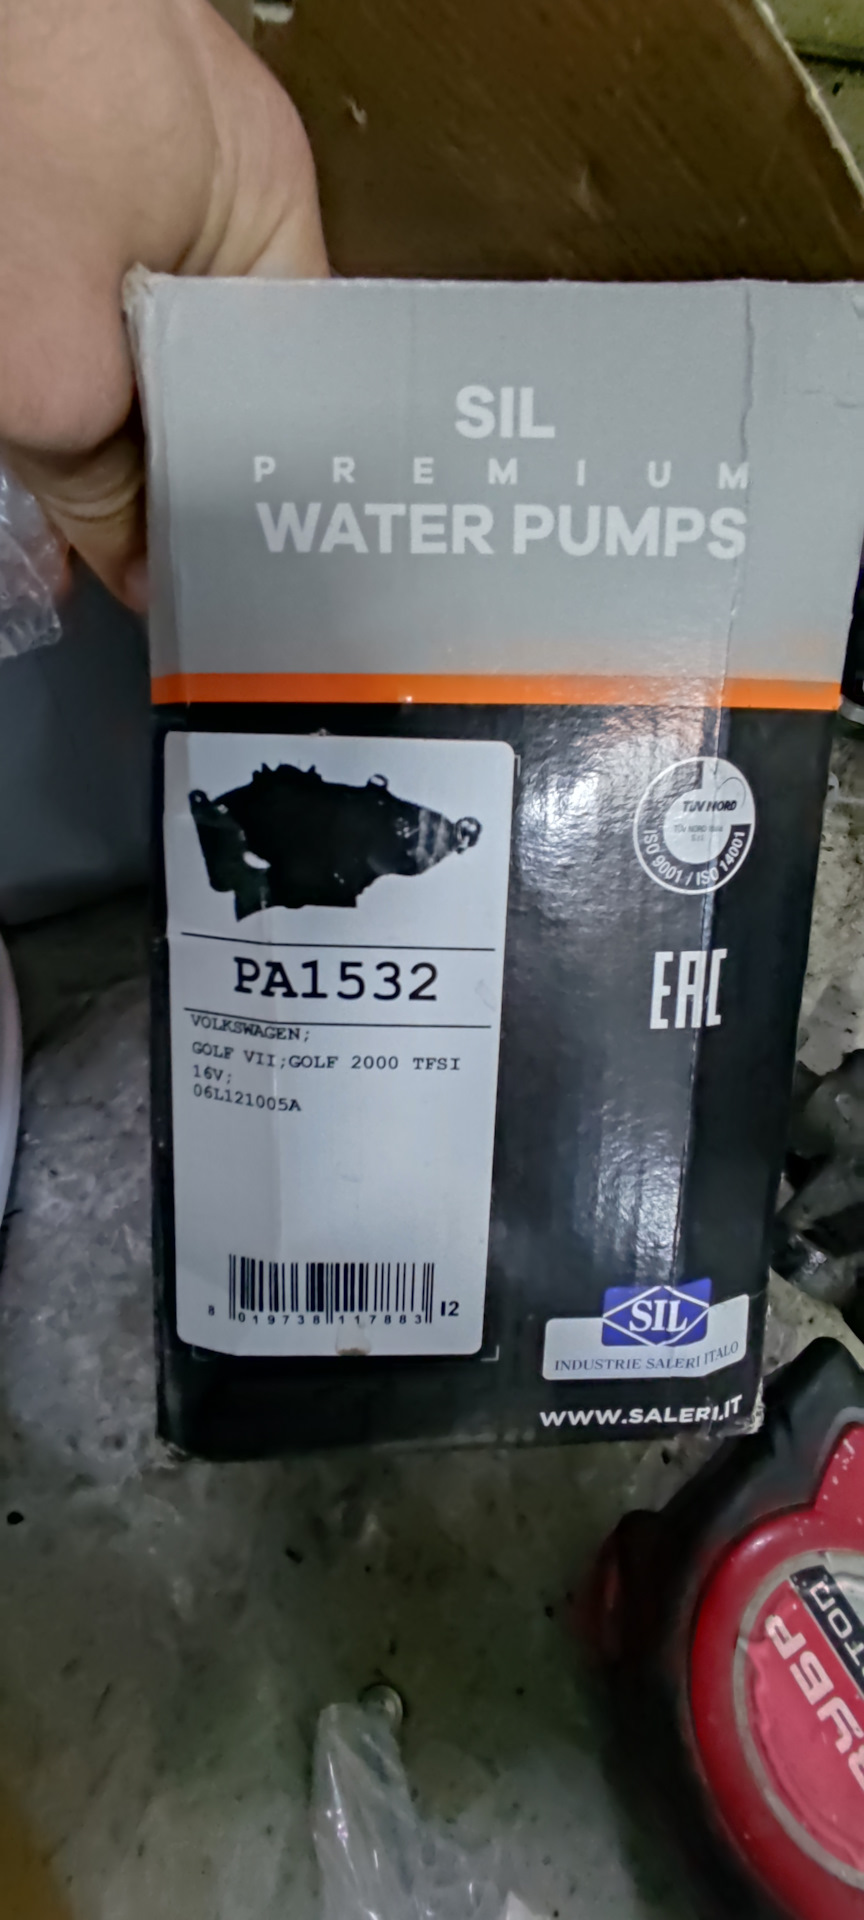 SIL
PREMIUM
WATER PUMPS
TUV NORD
ISO 9001 / ISO 14001
PA1532
EAC
VOLKSWAGEN;
GOLF VII;GOLF 2000 TFSI
16V;
06L121005A
8 019738 117883 12
SIL
INDUSTRIE SALERI ITALO
WWW.SALERI.IT